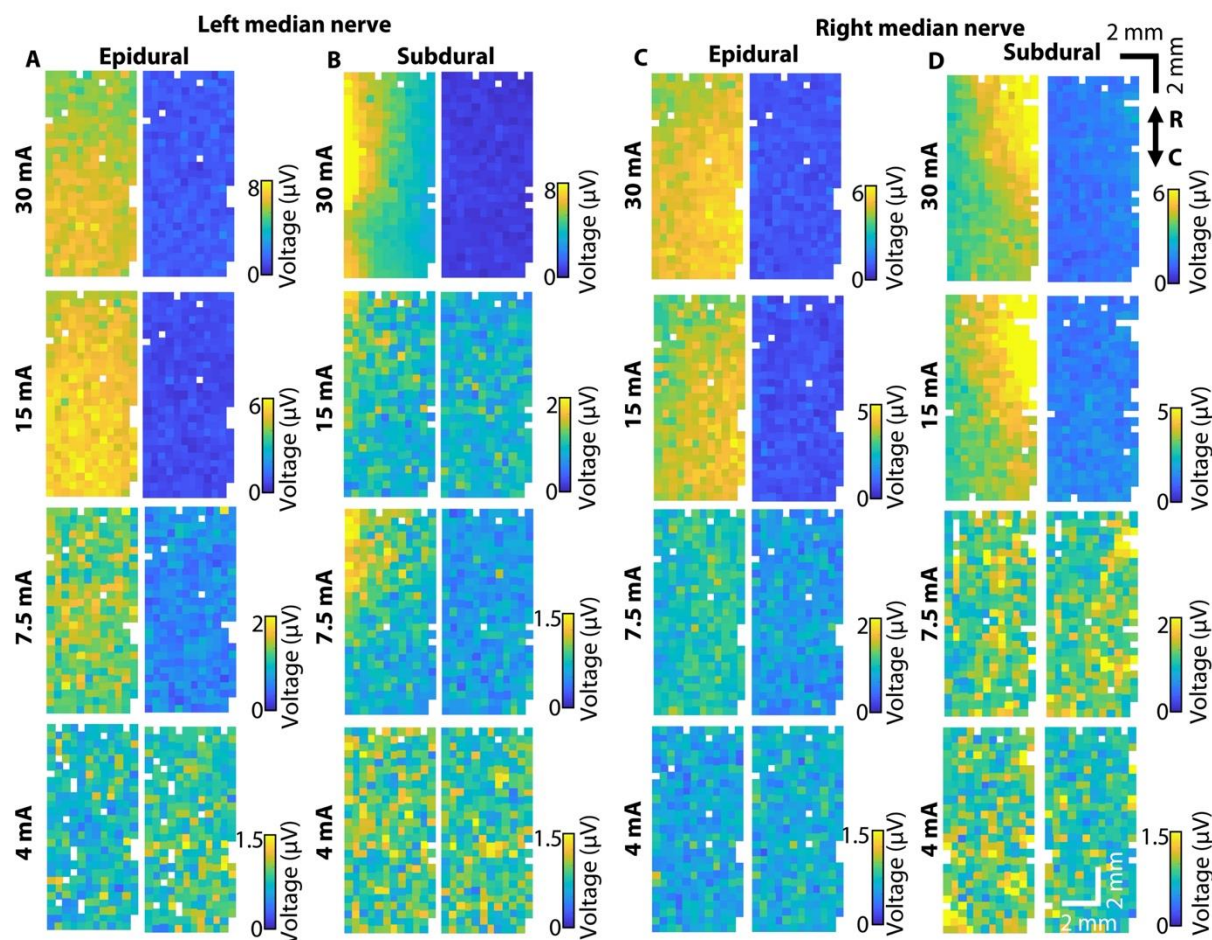 Left median nerve
Right median nerve
A
Epidural
B
Subdural
C
Epidural
D
Subdural
2 mm
2 mm
R
C
30 mA
8
0
Voltage (µV)
30 mA
8
0
Voltage (µV)
30 mA
6
0
Voltage (µV)
30 mA
6
0
Voltage (µV)
15 mA
6
0
Voltage (µV)
15 mA
2
0
Voltage (µV)
15 mA
5
0
Voltage (µV)
15 mA
5
0
Voltage (µV)
7.5 mA
2
0
Voltage (µV)
7.5 mA
1.5
0
Voltage (µV)
7.5 mA
2
0
Voltage (µV)
7.5 mA
2
0
Voltage (µV)
4 mA
1.5
0
Voltage (µV)
4 mA
1.5
0
Voltage (µV)
4 mA
1.5
0
Voltage (µV)
4 mA
2 mm
2 mm
1.5
0
Voltage (µV)